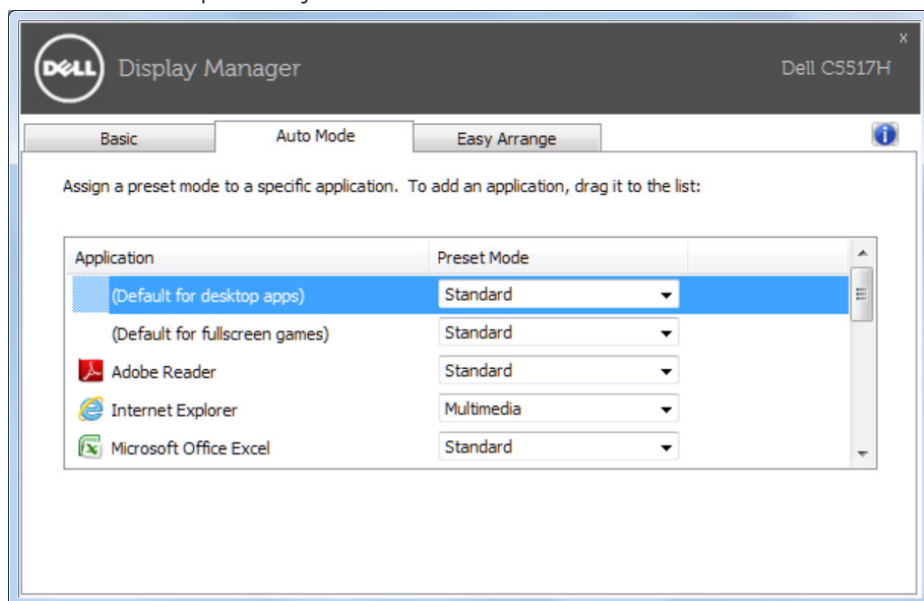 DELL Display Manager
x
Dell C5517H
Basic Auto Mode Easy Arrange
Assign a preset mode to a specific application. To add an application, drag it to the list:
Application Preset Mode
(Default for desktop apps) Standard
(Default for fullscreen games) Standard
Adobe Reader Standard
Internet Explorer Multimedia
Microsoft Office Excel Standard